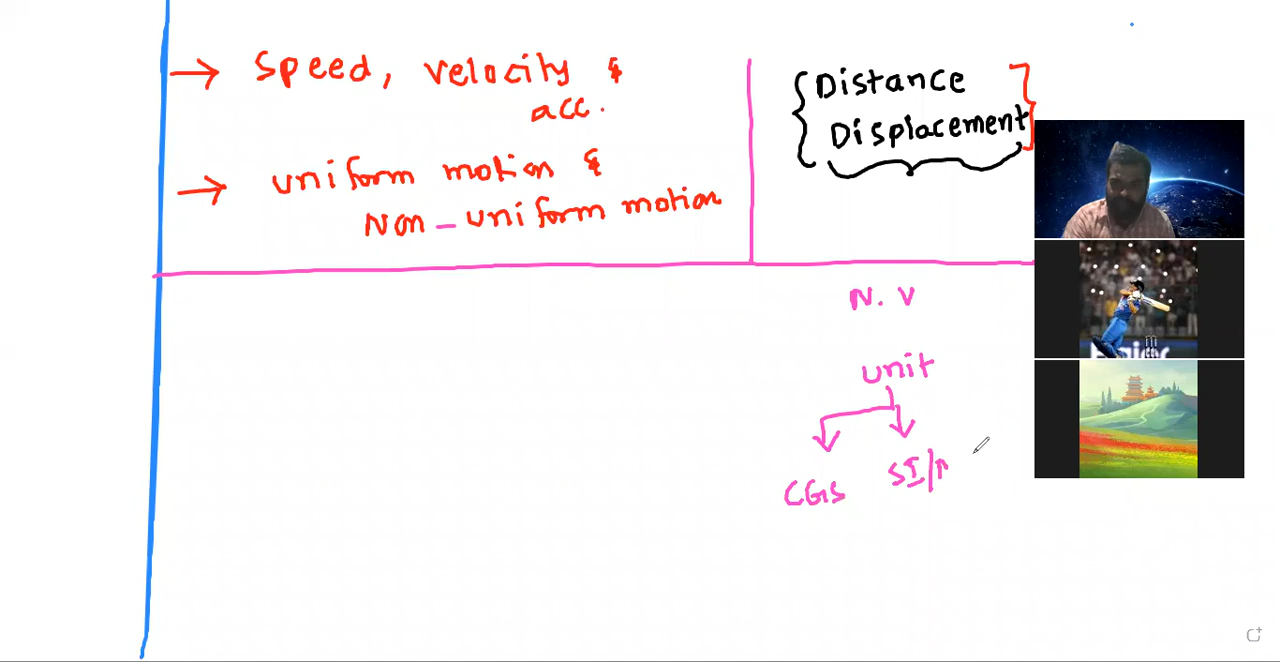 → Speed, velocity &
acc.
→ uniform motion &
Non - uniform motion
{Distance
Displacement}
N. V
unit
CGS SI/